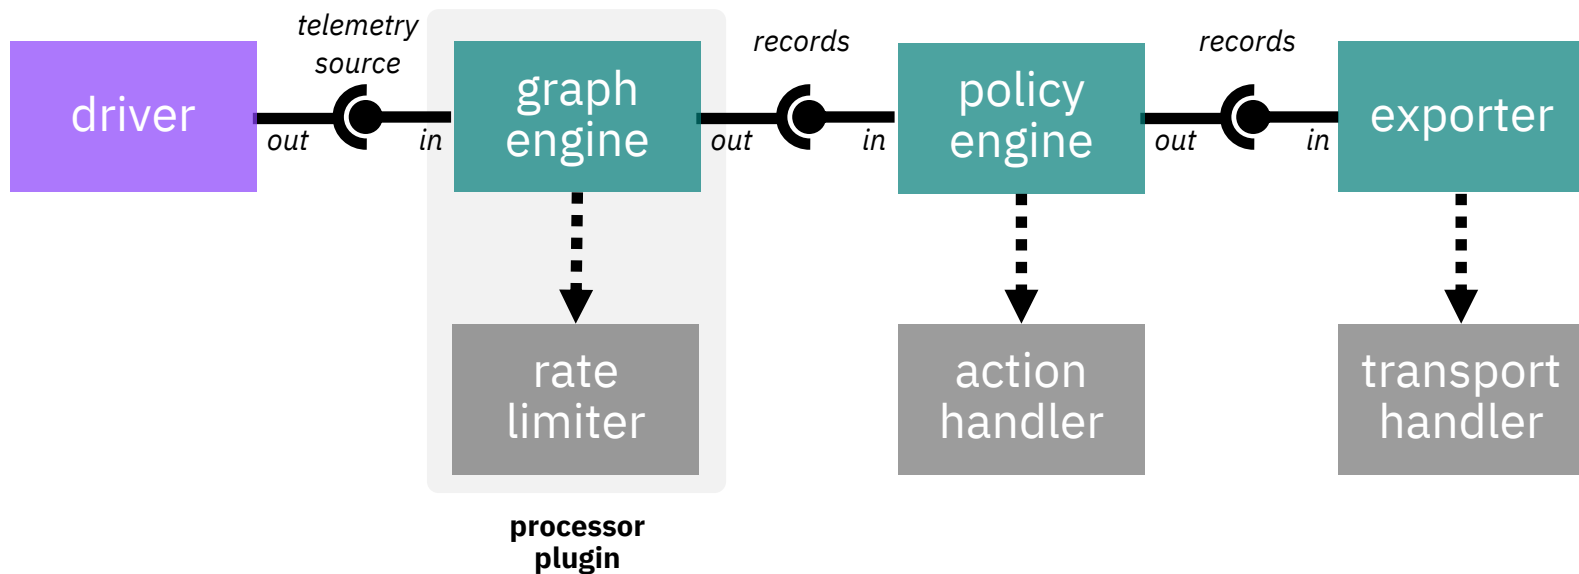 telemetry
source
records
records
driver
graph
engine
policy
engine
exporter
out
in
out
in
out
in
rate
limiter
action
handler
transport
handler
processor
plugin